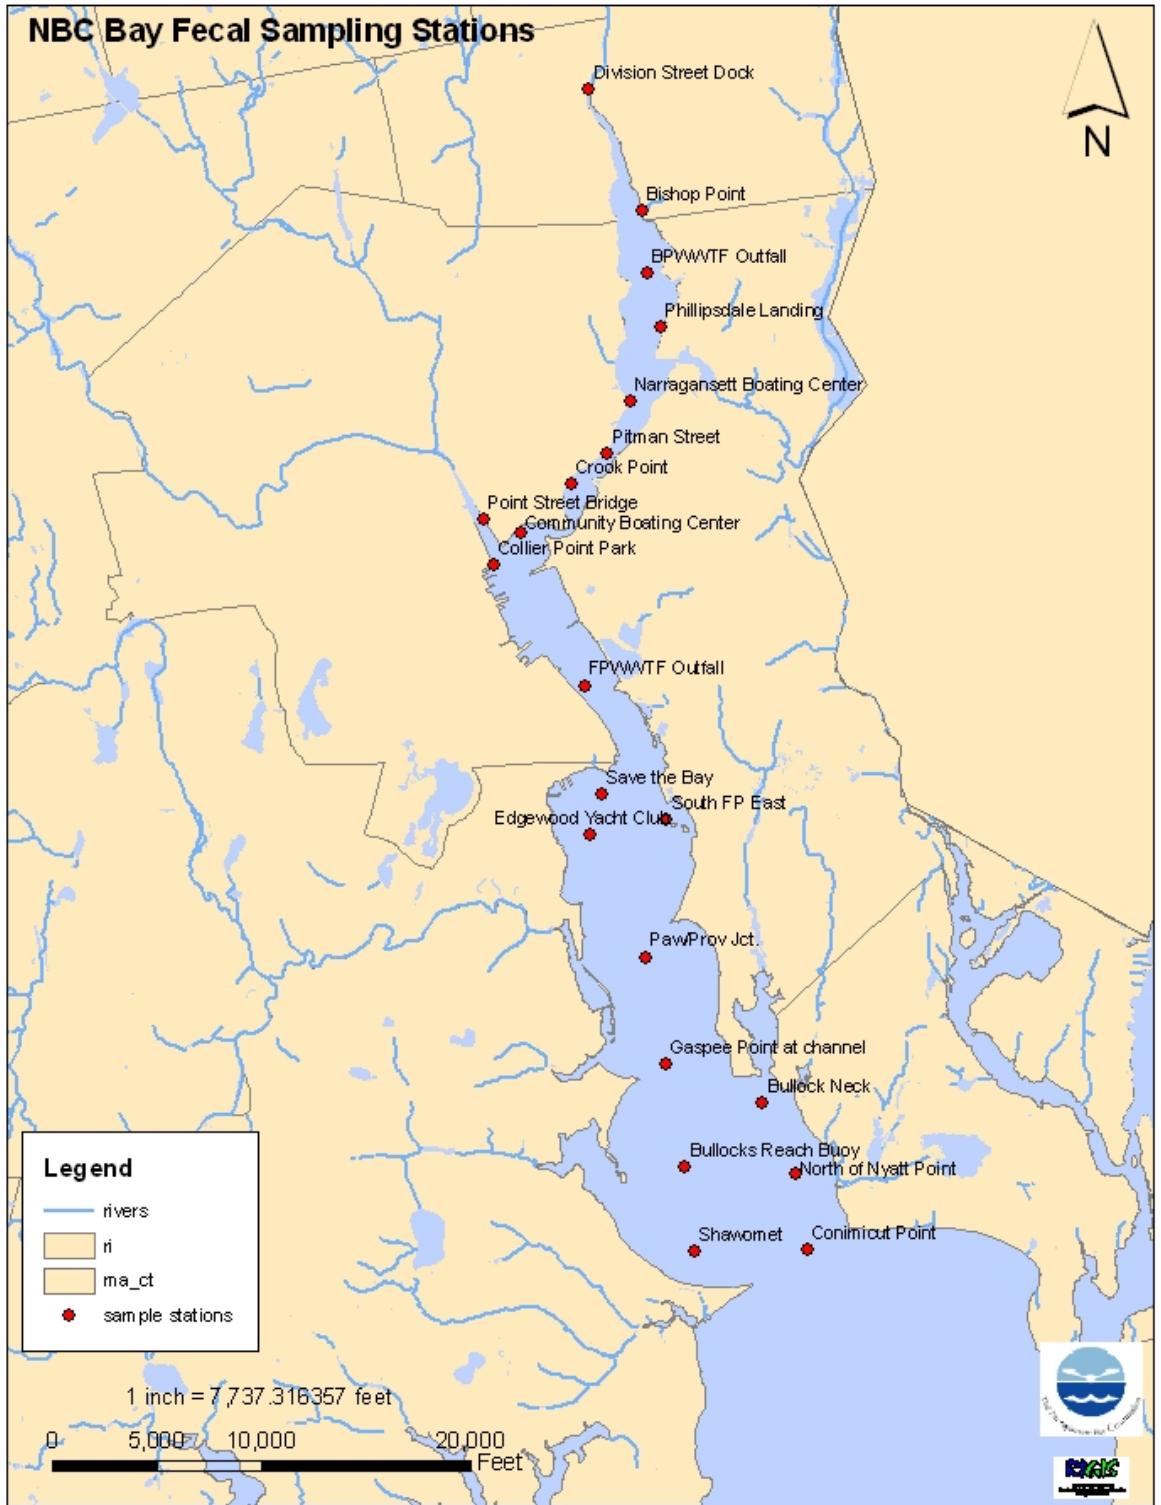 NBC Bay Fecal Sampling Stations
N
Division Street Dock
Bishop Point
BPWWTF Outfall
Phillipsdale Landing
Narragansett Boating Center
Pitman Street
Crook Point
Point Street Bridge
Community Boating Center
Collier Point Park
FPWWTF Outfall
Save the Bay
South FP East
Edgewood Yacht Club
Paw/Prov Jct.
Gaspee Point at channel
Bullock Neck
Bullocks Reach Buoy
North of Nyatt Point
Shawomet
Conimicut Point
Legend
rivers
ri
ma_ct
sample stations
1 inch = 7,737.316357 feet
0 5,000 10,000 20,000
Feet
RIGIS